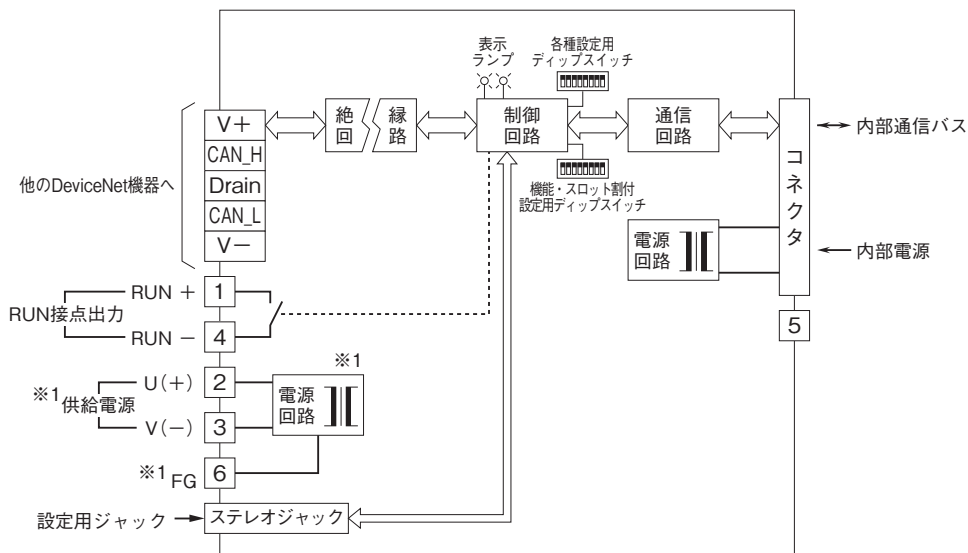 表示
ランプ
各種設定用
ディップスイッチ
V+
CAN_H
Drain
CAN_L
V−
他のDeviceNet機器へ
絶 縁
回 路
制御
回路
通信
回路
コネクタ
内部通信バス
機能・スロット割付
設定用ディップスイッチ
電源
回路
内部電源
5
RUN接点出力
RUN +
1
RUN −
4
※1
供給電源
U(+)
2
V(−)
3
※1
電源
回路
※1 FG
6
設定用ジャック
ステレオジャック